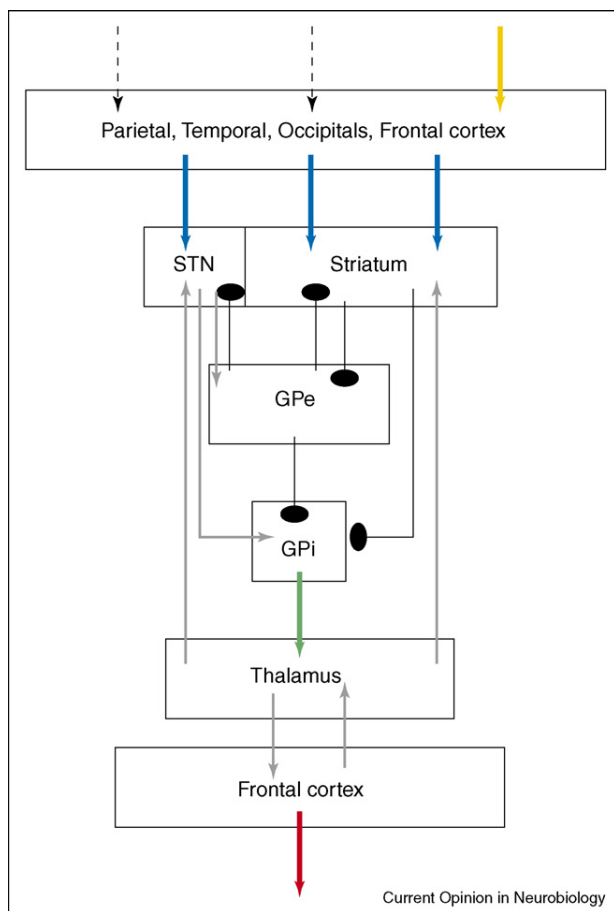 Parietal, Temporal, Occipitals, Frontal cortex
STN
Striatum
GPe
GPi
Thalamus
Frontal cortex
Current Opinion in Neurobiology